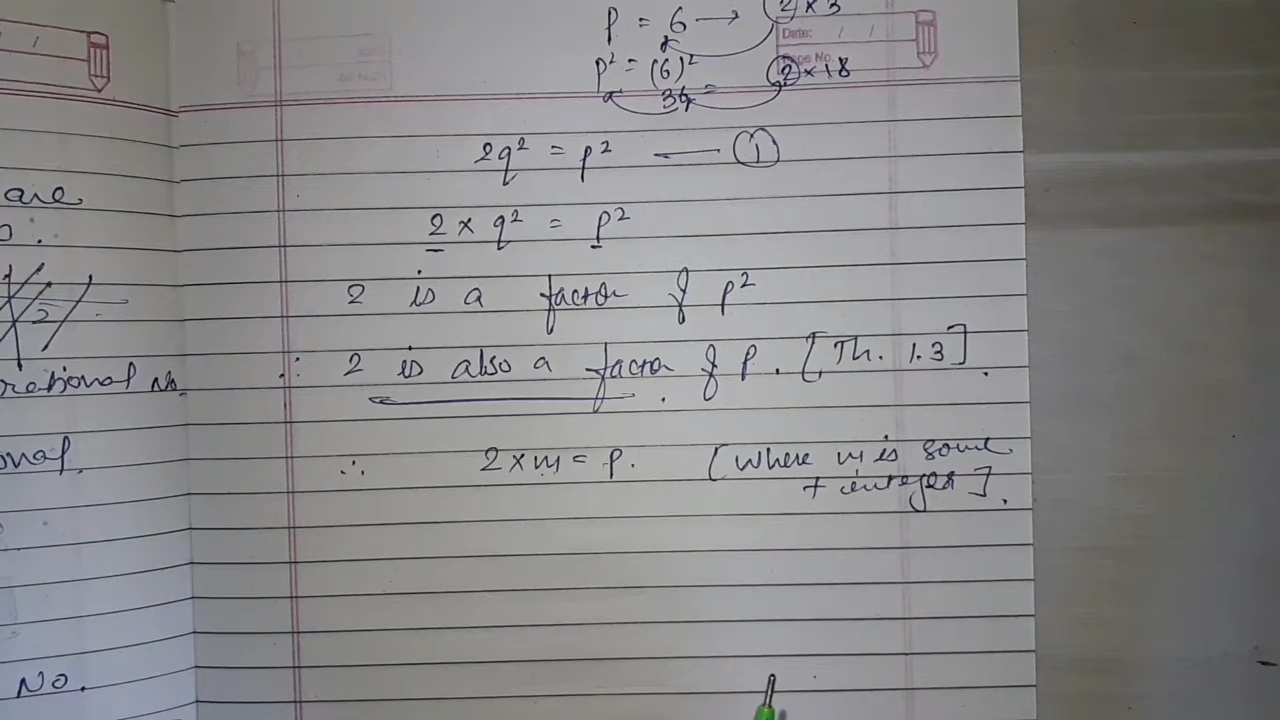 /
are
rational No.
No.
p = 6 → 2 × 3
Date: / /
Page No.
p² = (6)² = 2 × 18
36
2q² = p² — ①
2 × q² = p²
2 is a factor of p²
∴ 2 is also a factor of p. [Th. 1.3].
∴ 2 × m = p. [where m is some
+ integer].